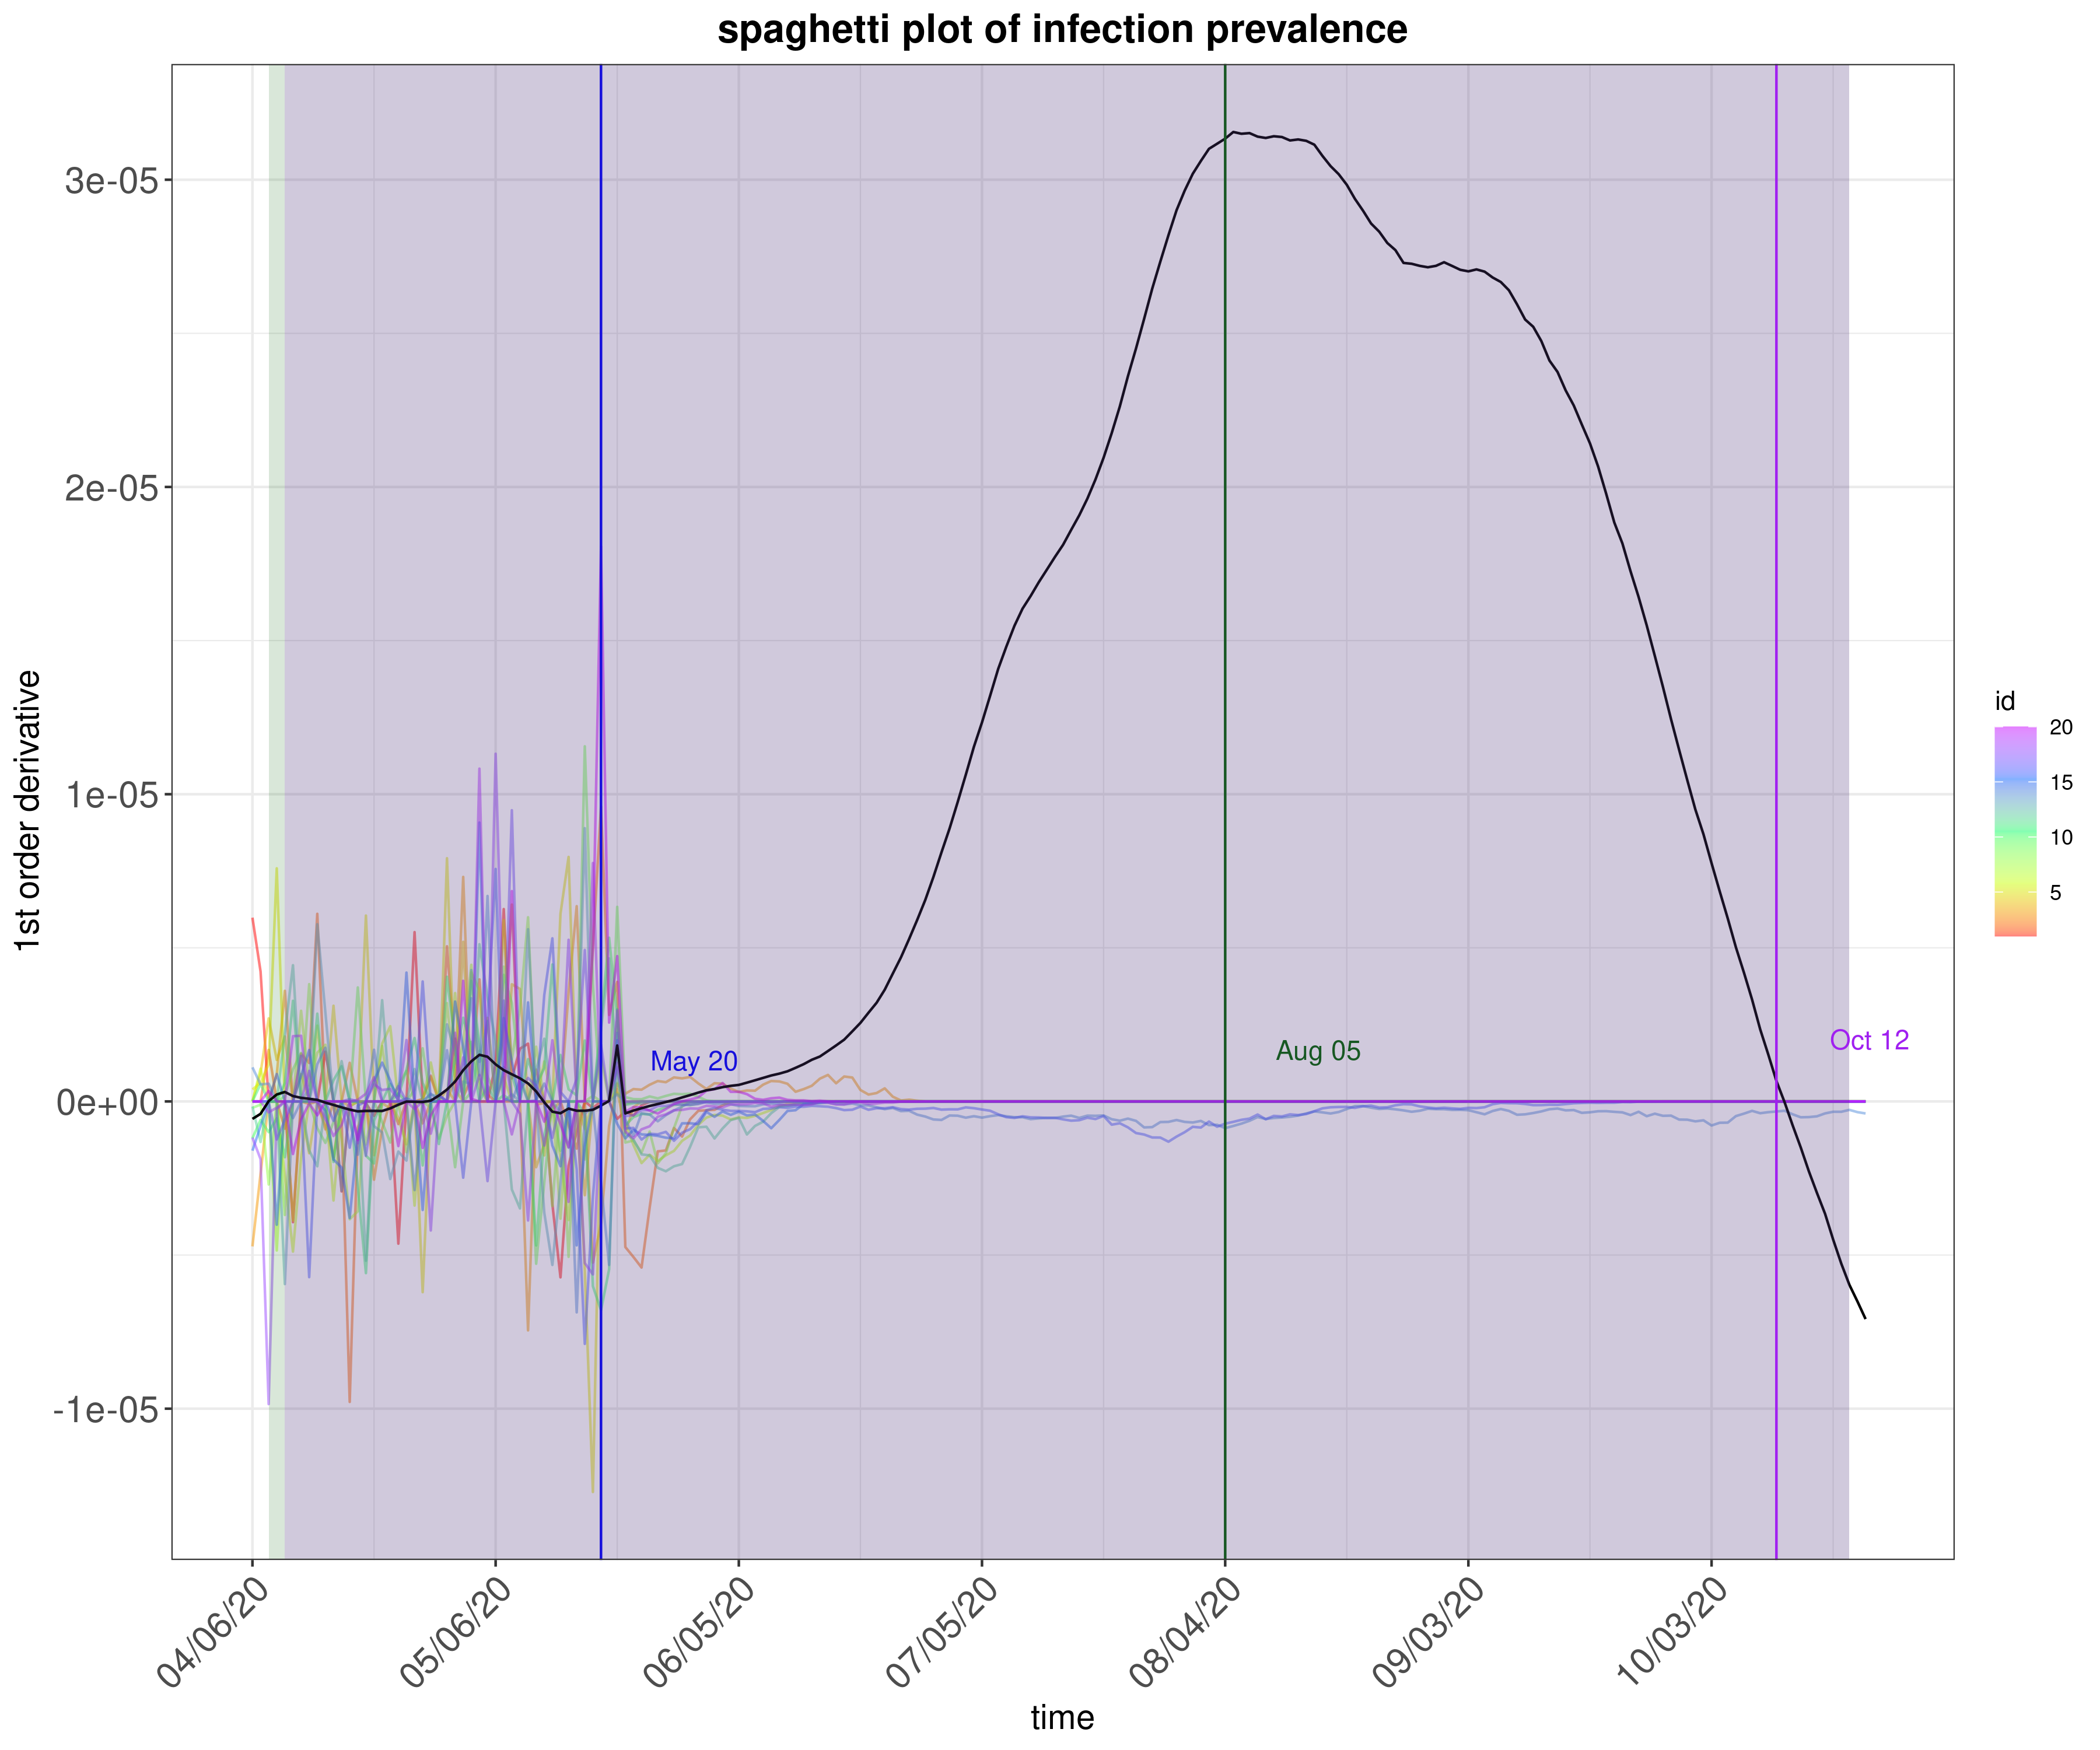 spaghetti plot of infection prevalence
1st order derivative
3e-05
2e-05
1e-05
0e+00
-1e-05
May 20
Aug 05
Oct 12
id
20
15
10
5
04/06/20
05/06/20
06/05/20
07/05/20
08/04/20
09/03/20
10/03/20
time